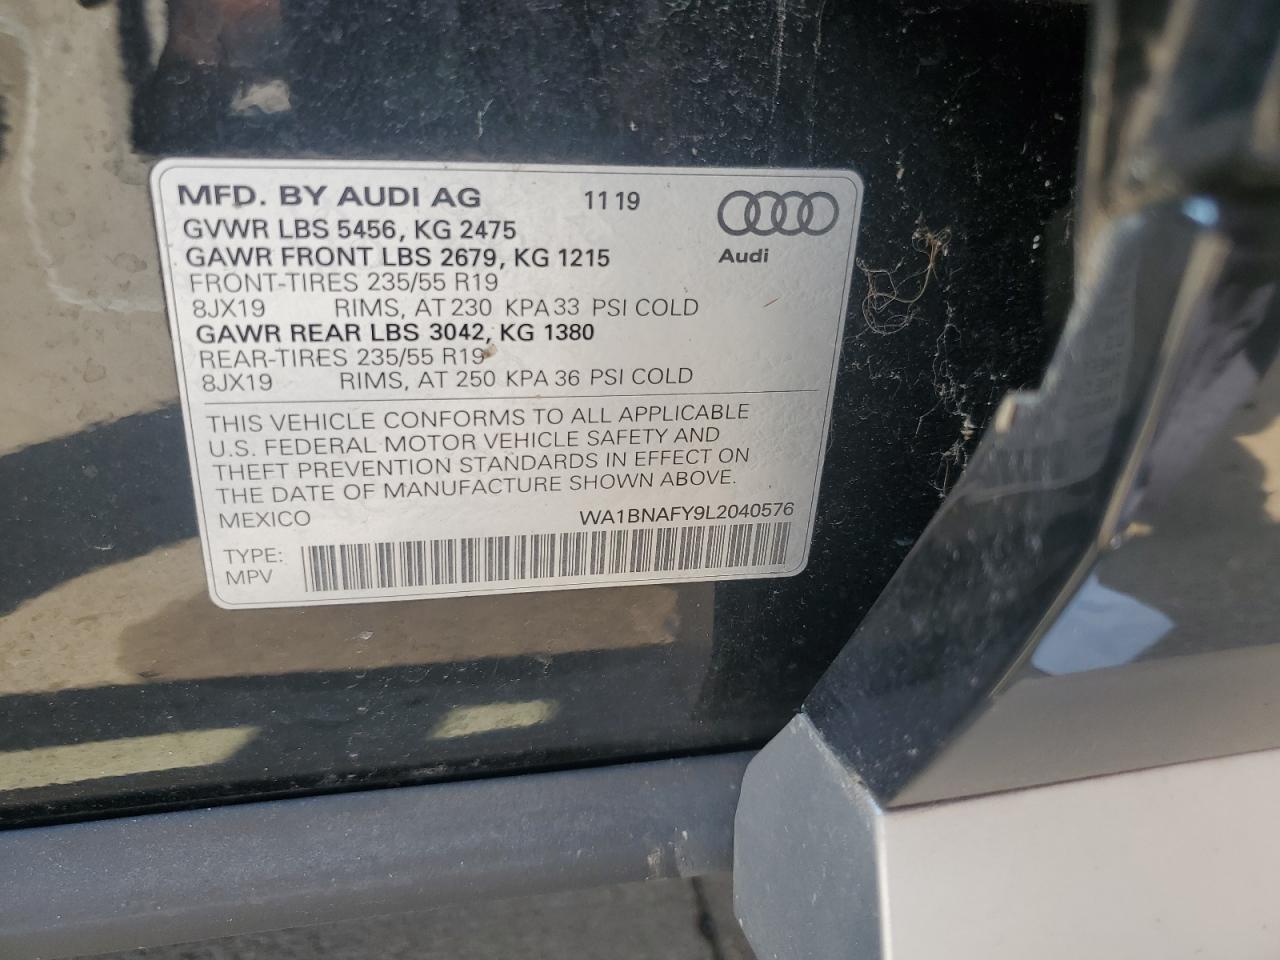 MFD. BY AUDI AG 11 19
GVWR LBS 5456, KG 2475
GAWR FRONT LBS 2679, KG 1215
Audi
FRONT-TIRES 235/55 R19
8JX19 RIMS, AT 230 KPA 33 PSI COLD
GAWR REAR LBS 3042, KG 1380
REAR-TIRES 235/55 R19
8JX19 RIMS, AT 250 KPA 36 PSI COLD
THIS VEHICLE CONFORMS TO ALL APPLICABLE
U.S. FEDERAL MOTOR VEHICLE SAFETY AND
THEFT PREVENTION STANDARDS IN EFFECT ON
THE DATE OF MANUFACTURE SHOWN ABOVE.
MEXICO WA1BNAFY9L2040576
TYPE:
MPV